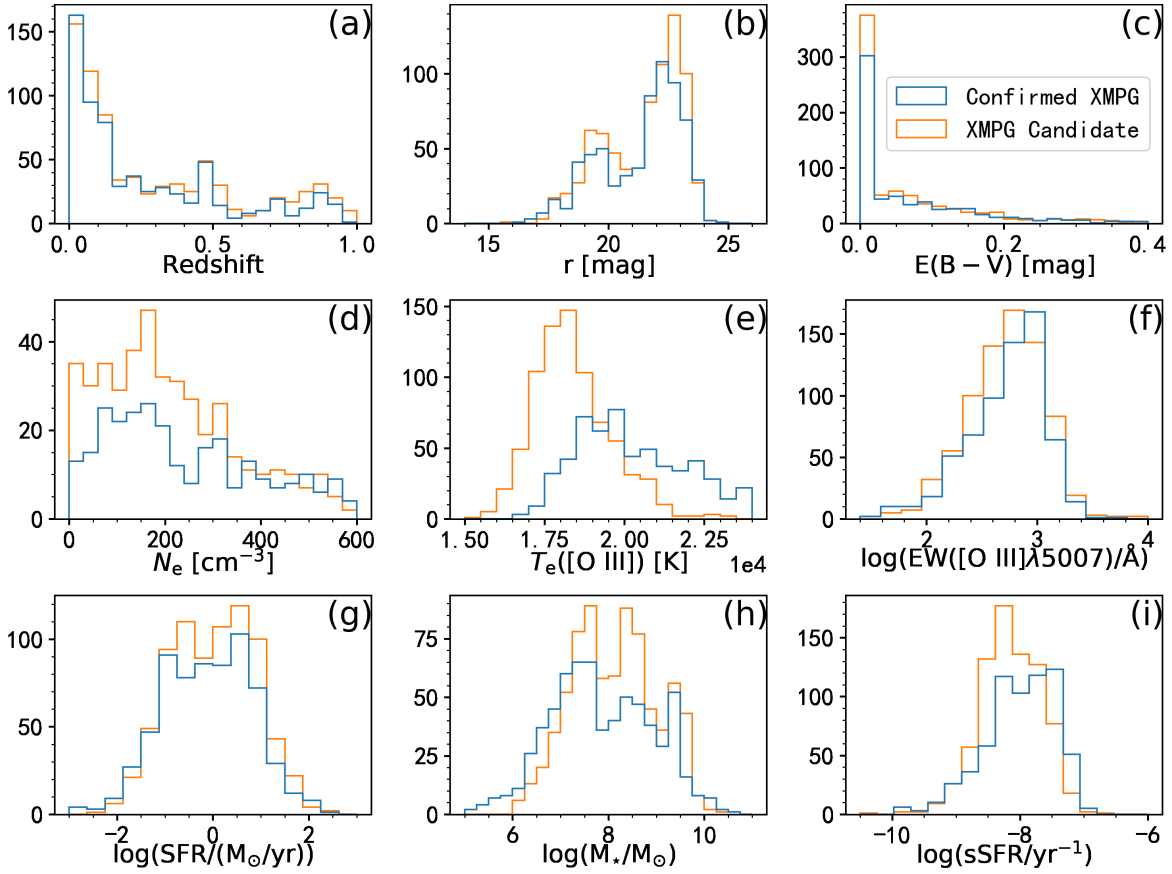 (a)
150
100
50
0
0.0 0.5 1.0
Redshift
(b)
100
50
0
15 20 25
r [mag]
(c)
300
200
100
0
0.0 0.2 0.4
E(B − V) [mag]
Confirmed XMPG
XMPG Candidate
(d)
40
20
0
0 200 400 600
Nₑ [cm⁻³]
(e)
150
100
50
0
1.50 1.75 2.00 2.25
1e4
Tₑ([O III]) [K]
(f)
150
100
50
0
2 3 4
log(EW([O III]λ5007)/Å)
(g)
100
50
0
−2 0 2
log(SFR/(M⊙/yr))
(h)
75
50
25
0
6 8 10
log(M⋆/M⊙)
(i)
150
100
50
0
−10 −8 −6
log(sSFR/yr⁻¹)